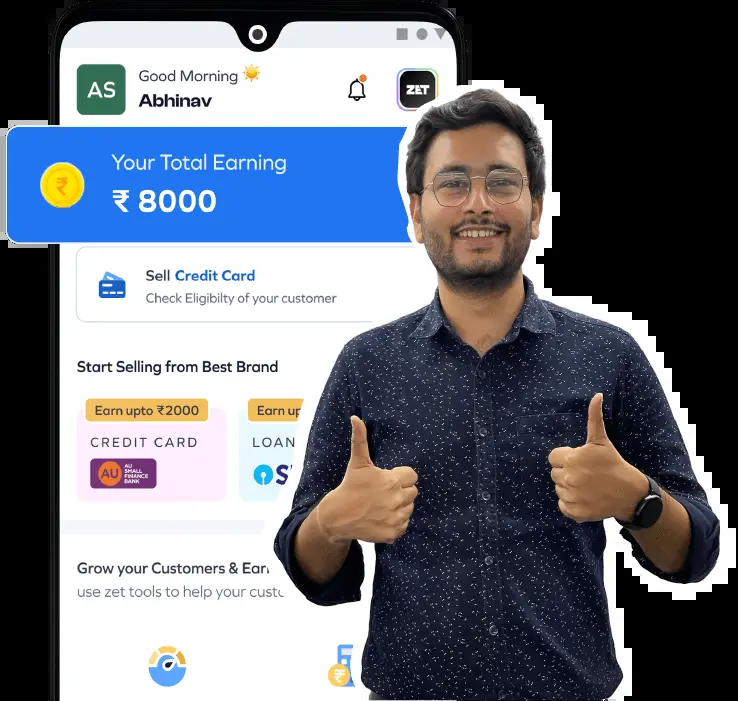 AS
Good Morning
Abhinav
ZET
Your Total Earning
₹ 8000
Sell Credit Card
Check Eligibilty of your customer
Start Selling from Best Brand
Earn upto ₹2000
Earn up
CREDIT CARD
LOAN
AU
AU
SMALL
FINANCE
BANK
S
Grow your Customers & Earn
use zet tools to help your custo